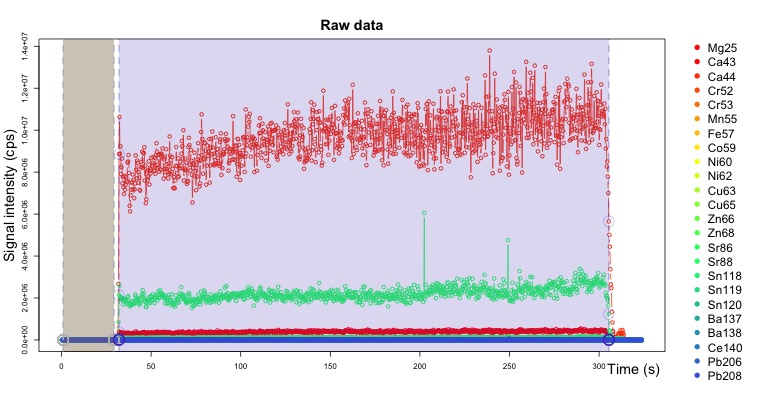 Raw data
Signal intensity (cps)
1.4e+07
1.2e+07
1.0e+07
8.0e+06
6.0e+06
4.0e+06
2.0e+06
0.0e+00
0 50 100 150 200 250 300 Time (s)
Mg25
Ca43
Ca44
Cr52
Cr53
Mn55
Fe57
Co59
Ni60
Ni62
Cu63
Cu65
Zn66
Zn68
Sr86
Sr88
Sn118
Sn119
Sn120
Ba137
Ba138
Ce140
Pb206
Pb208